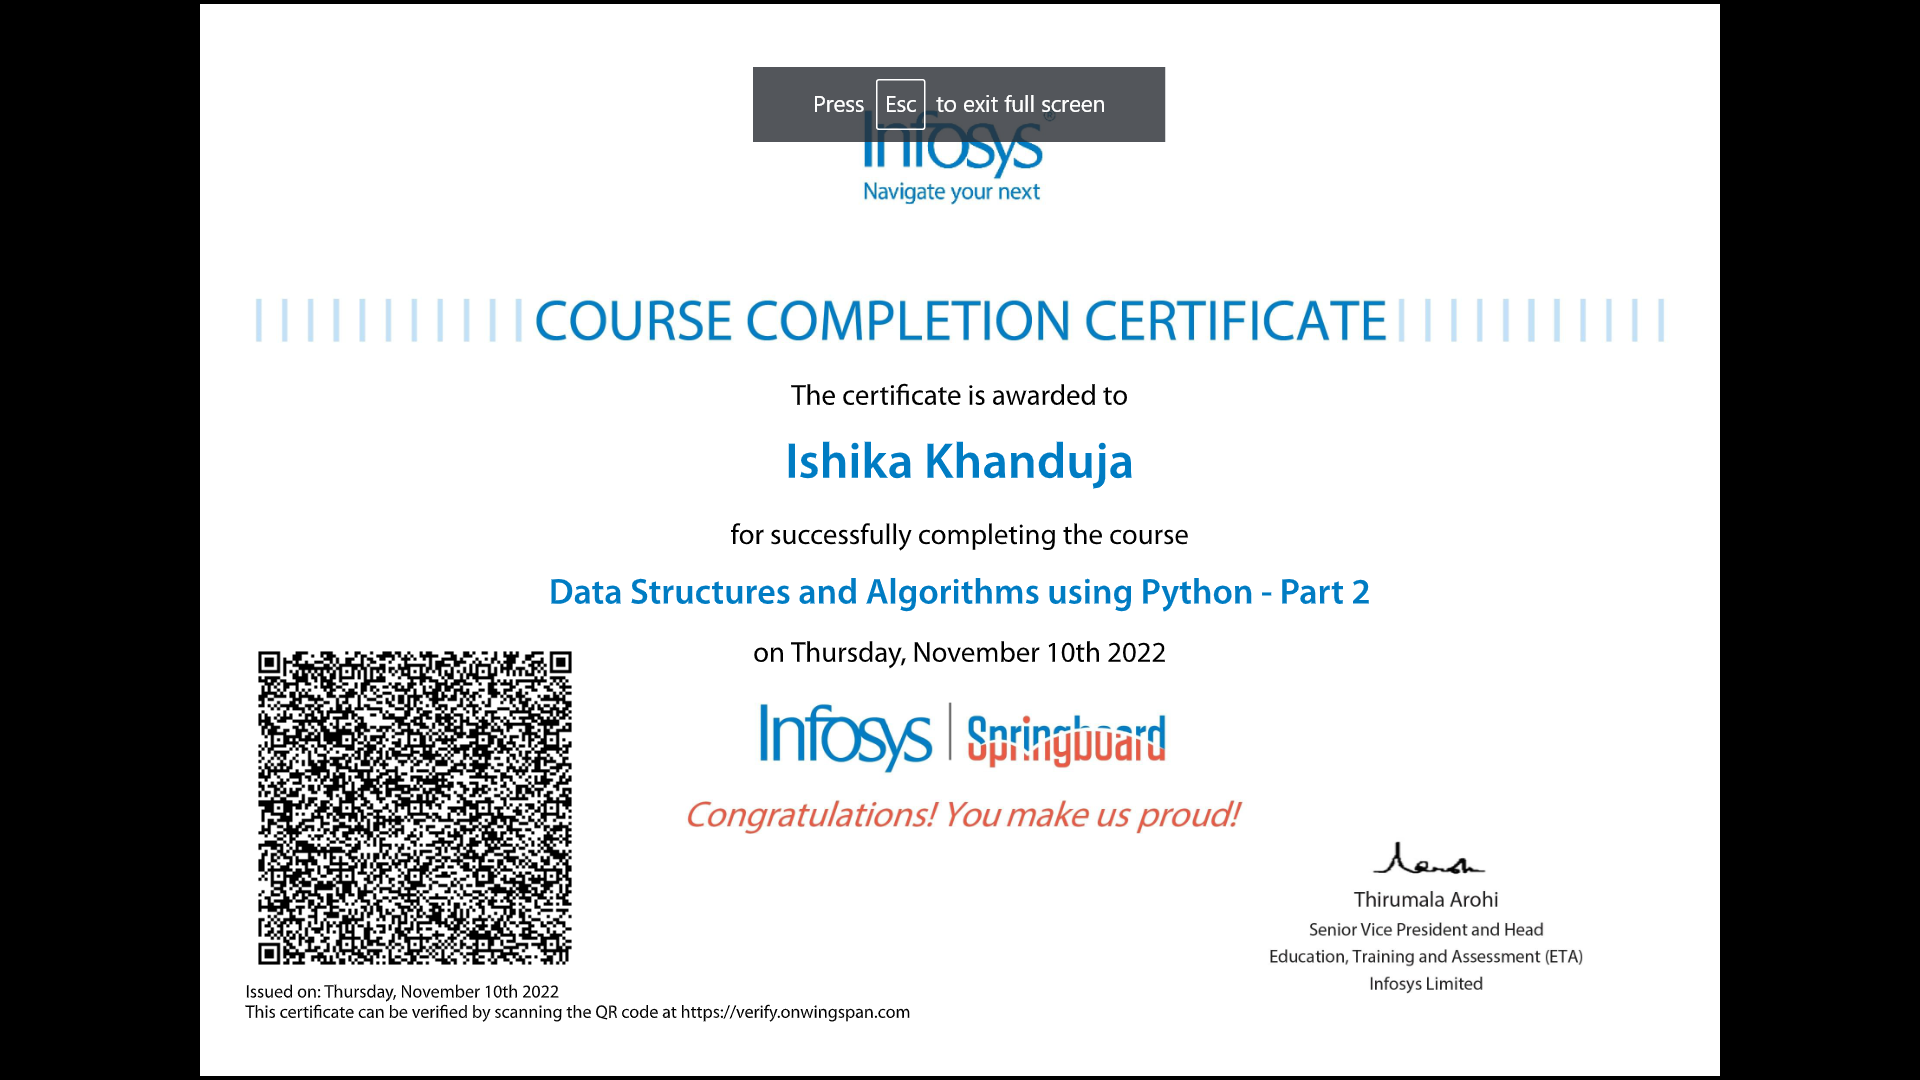 Press Esc to exit full screen
Infosys®
Navigate your next
COURSE COMPLETION CERTIFICATE
The certificate is awarded to
Ishika Khanduja
for successfully completing the course
Data Structures and Algorithms using Python - Part 2
on Thursday, November 10th 2022
Infosys | Springboard
Congratulations! You make us proud!
Thirumala Arohi
Senior Vice President and Head
Education, Training and Assessment (ETA)
Infosys Limited
Issued on: Thursday, November 10th 2022
This certificate can be verified by scanning the QR code at https://verify.onwingspan.com